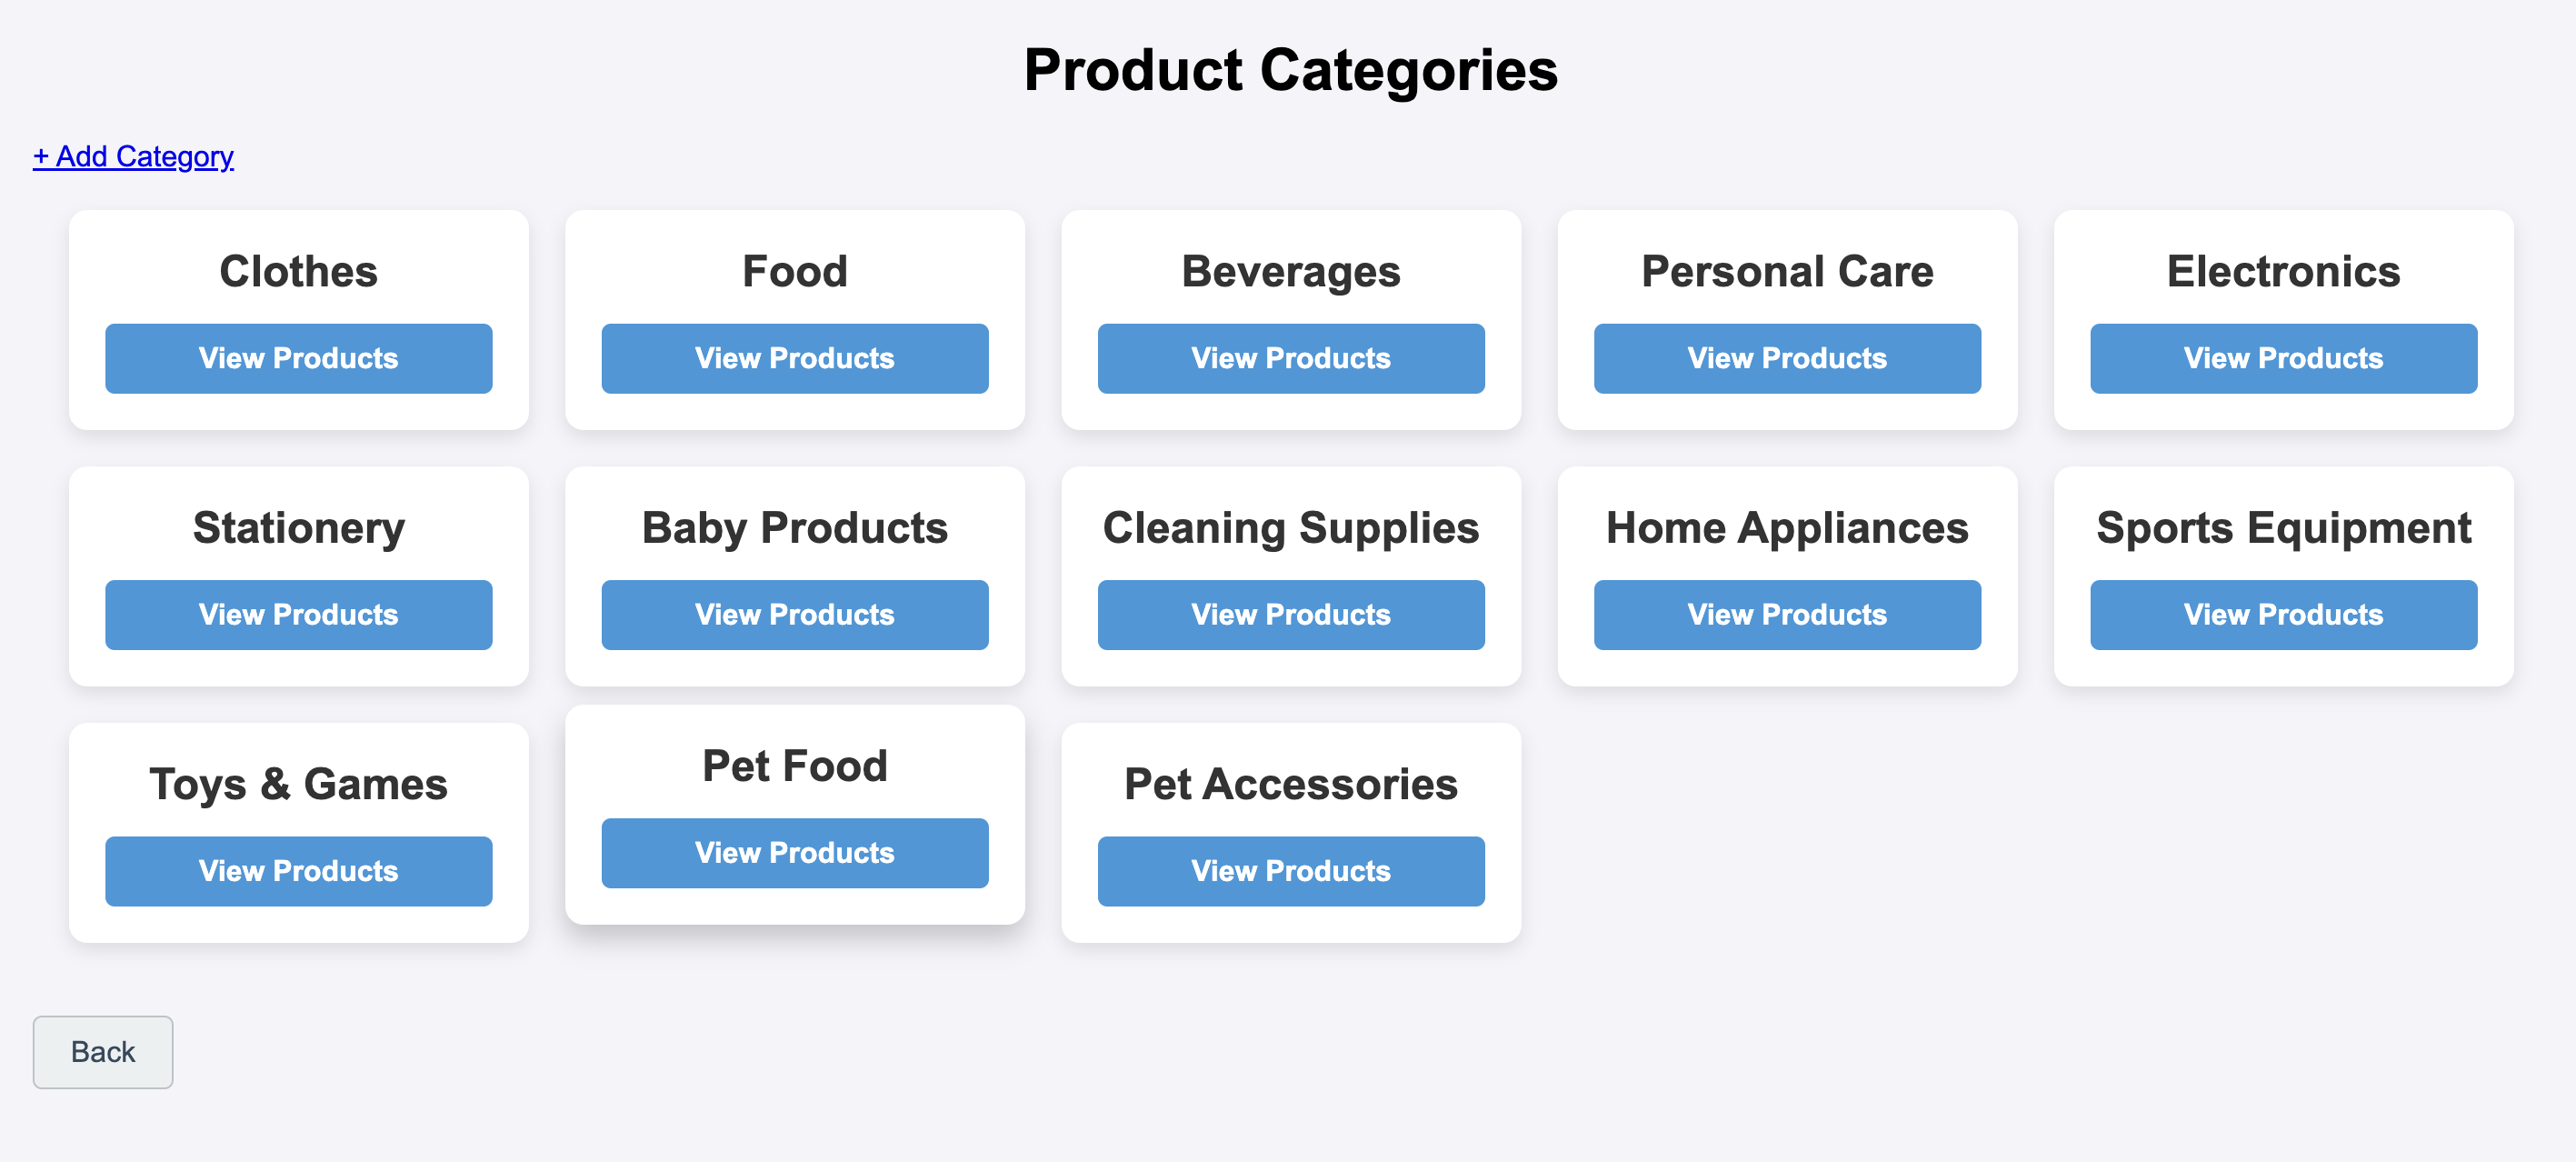 Product Categories
+ Add Category
Clothes
View Products
Food
View Products
Beverages
View Products
Personal Care
View Products
Electronics
View Products
Stationery
View Products
Baby Products
View Products
Cleaning Supplies
View Products
Home Appliances
View Products
Sports Equipment
View Products
Toys & Games
View Products
Pet Food
View Products
Pet Accessories
View Products
Back